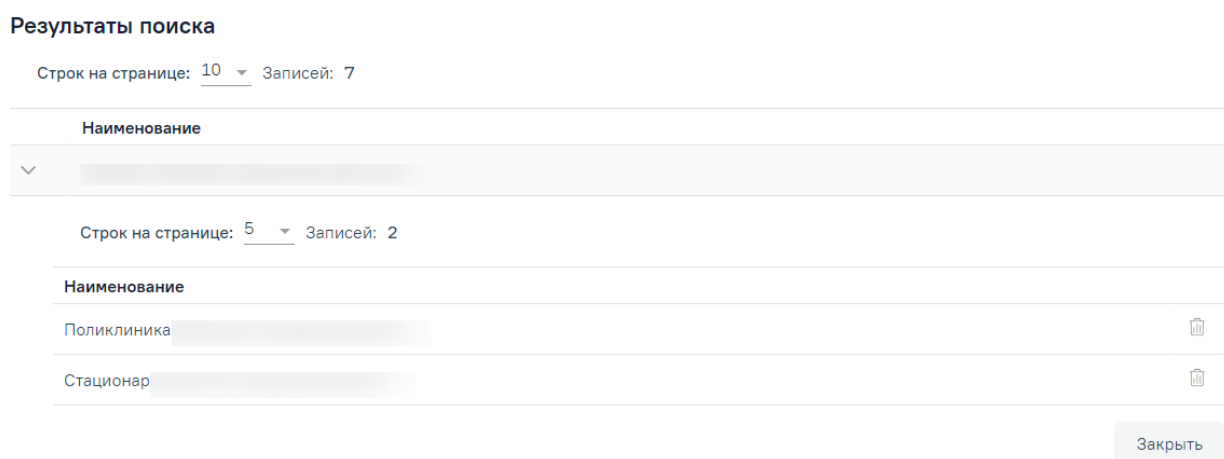 Результаты поиска
Строк на странице: 10 Записей: 7
Наименование
Строк на странице: 5 Записей: 2
Наименование
Поликлиника
Стационар
Закрыть